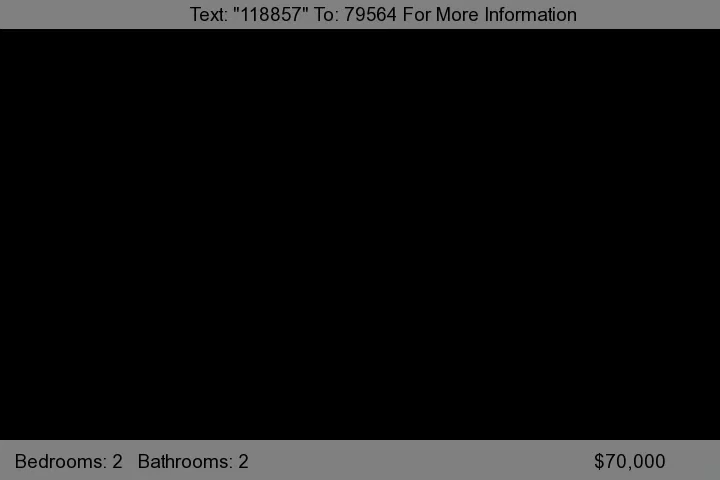 Text: "118857" To: 79564 For More Information
Bedrooms: 2 Bathrooms: 2 $70,000